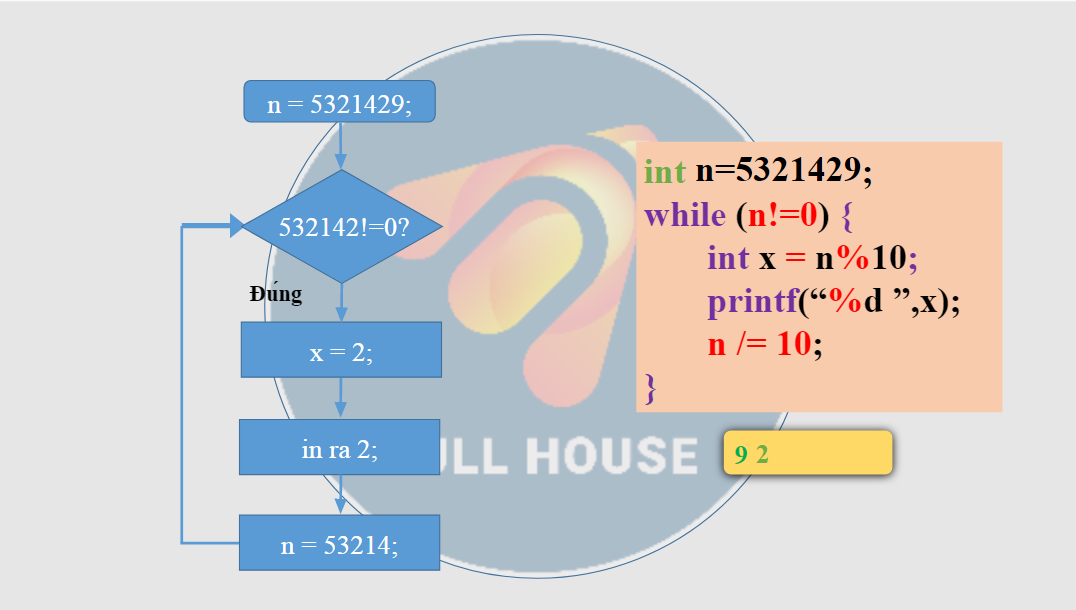 n = 5321429;
532142!=0?
Đúng
x = 2;
in ra 2;
n = 53214;
int n=5321429;
while (n!=0) {
int x = n%10;
printf(“%d ”,x);
n /= 10;
}
ULL HOUSE
9 2